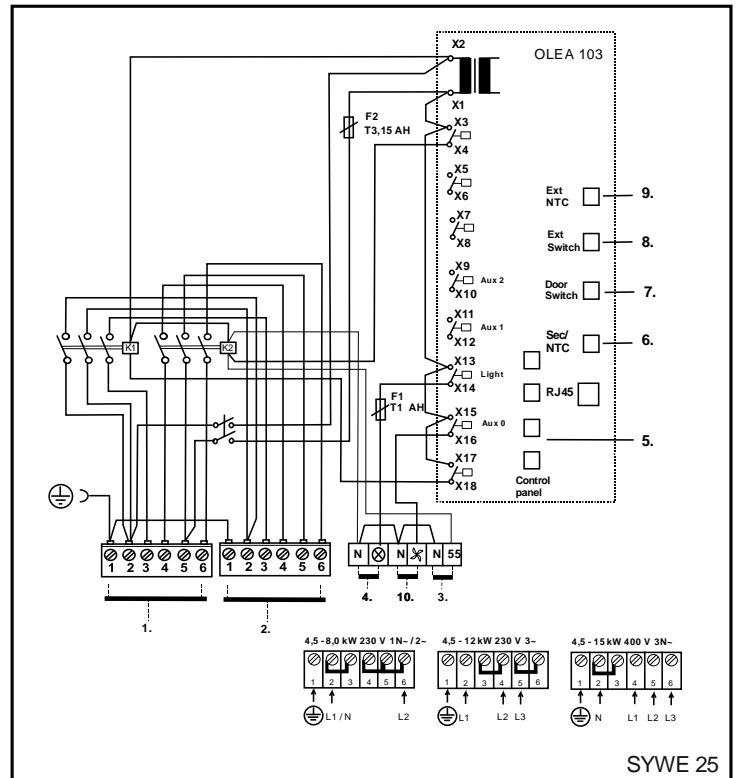 X2
OLEA 103
X1
F2
T3,15 AH
X3
X4
X5
X6
Ext
NTC
9.
X7
X8
Ext
Switch
8.
X9
Aux 2
X10
Door
Switch
7.
X11
Aux 1
X12
Sec/
NTC
6.
K1
K2
X13
Light
X14
RJ45
F1
T1 AH
X15
Aux 0
X16
5.
X17
X18
Control
panel
1 2 3 4 5 6
1 2 3 4 5 6
N N N 55
4. 10. 3.
1. 2.
4,5 - 8,0 kW 230 V 1N~ / 2~
1 2 3 4 5 6
L1 / N L2
4,5 - 12 kW 230 V 3~
1 2 3 4 5 6
L1 L2 L3
4,5 - 15 kW 400 V 3N~
1 2 3 4 5 6
N L1 L2 L3
SYWE 25